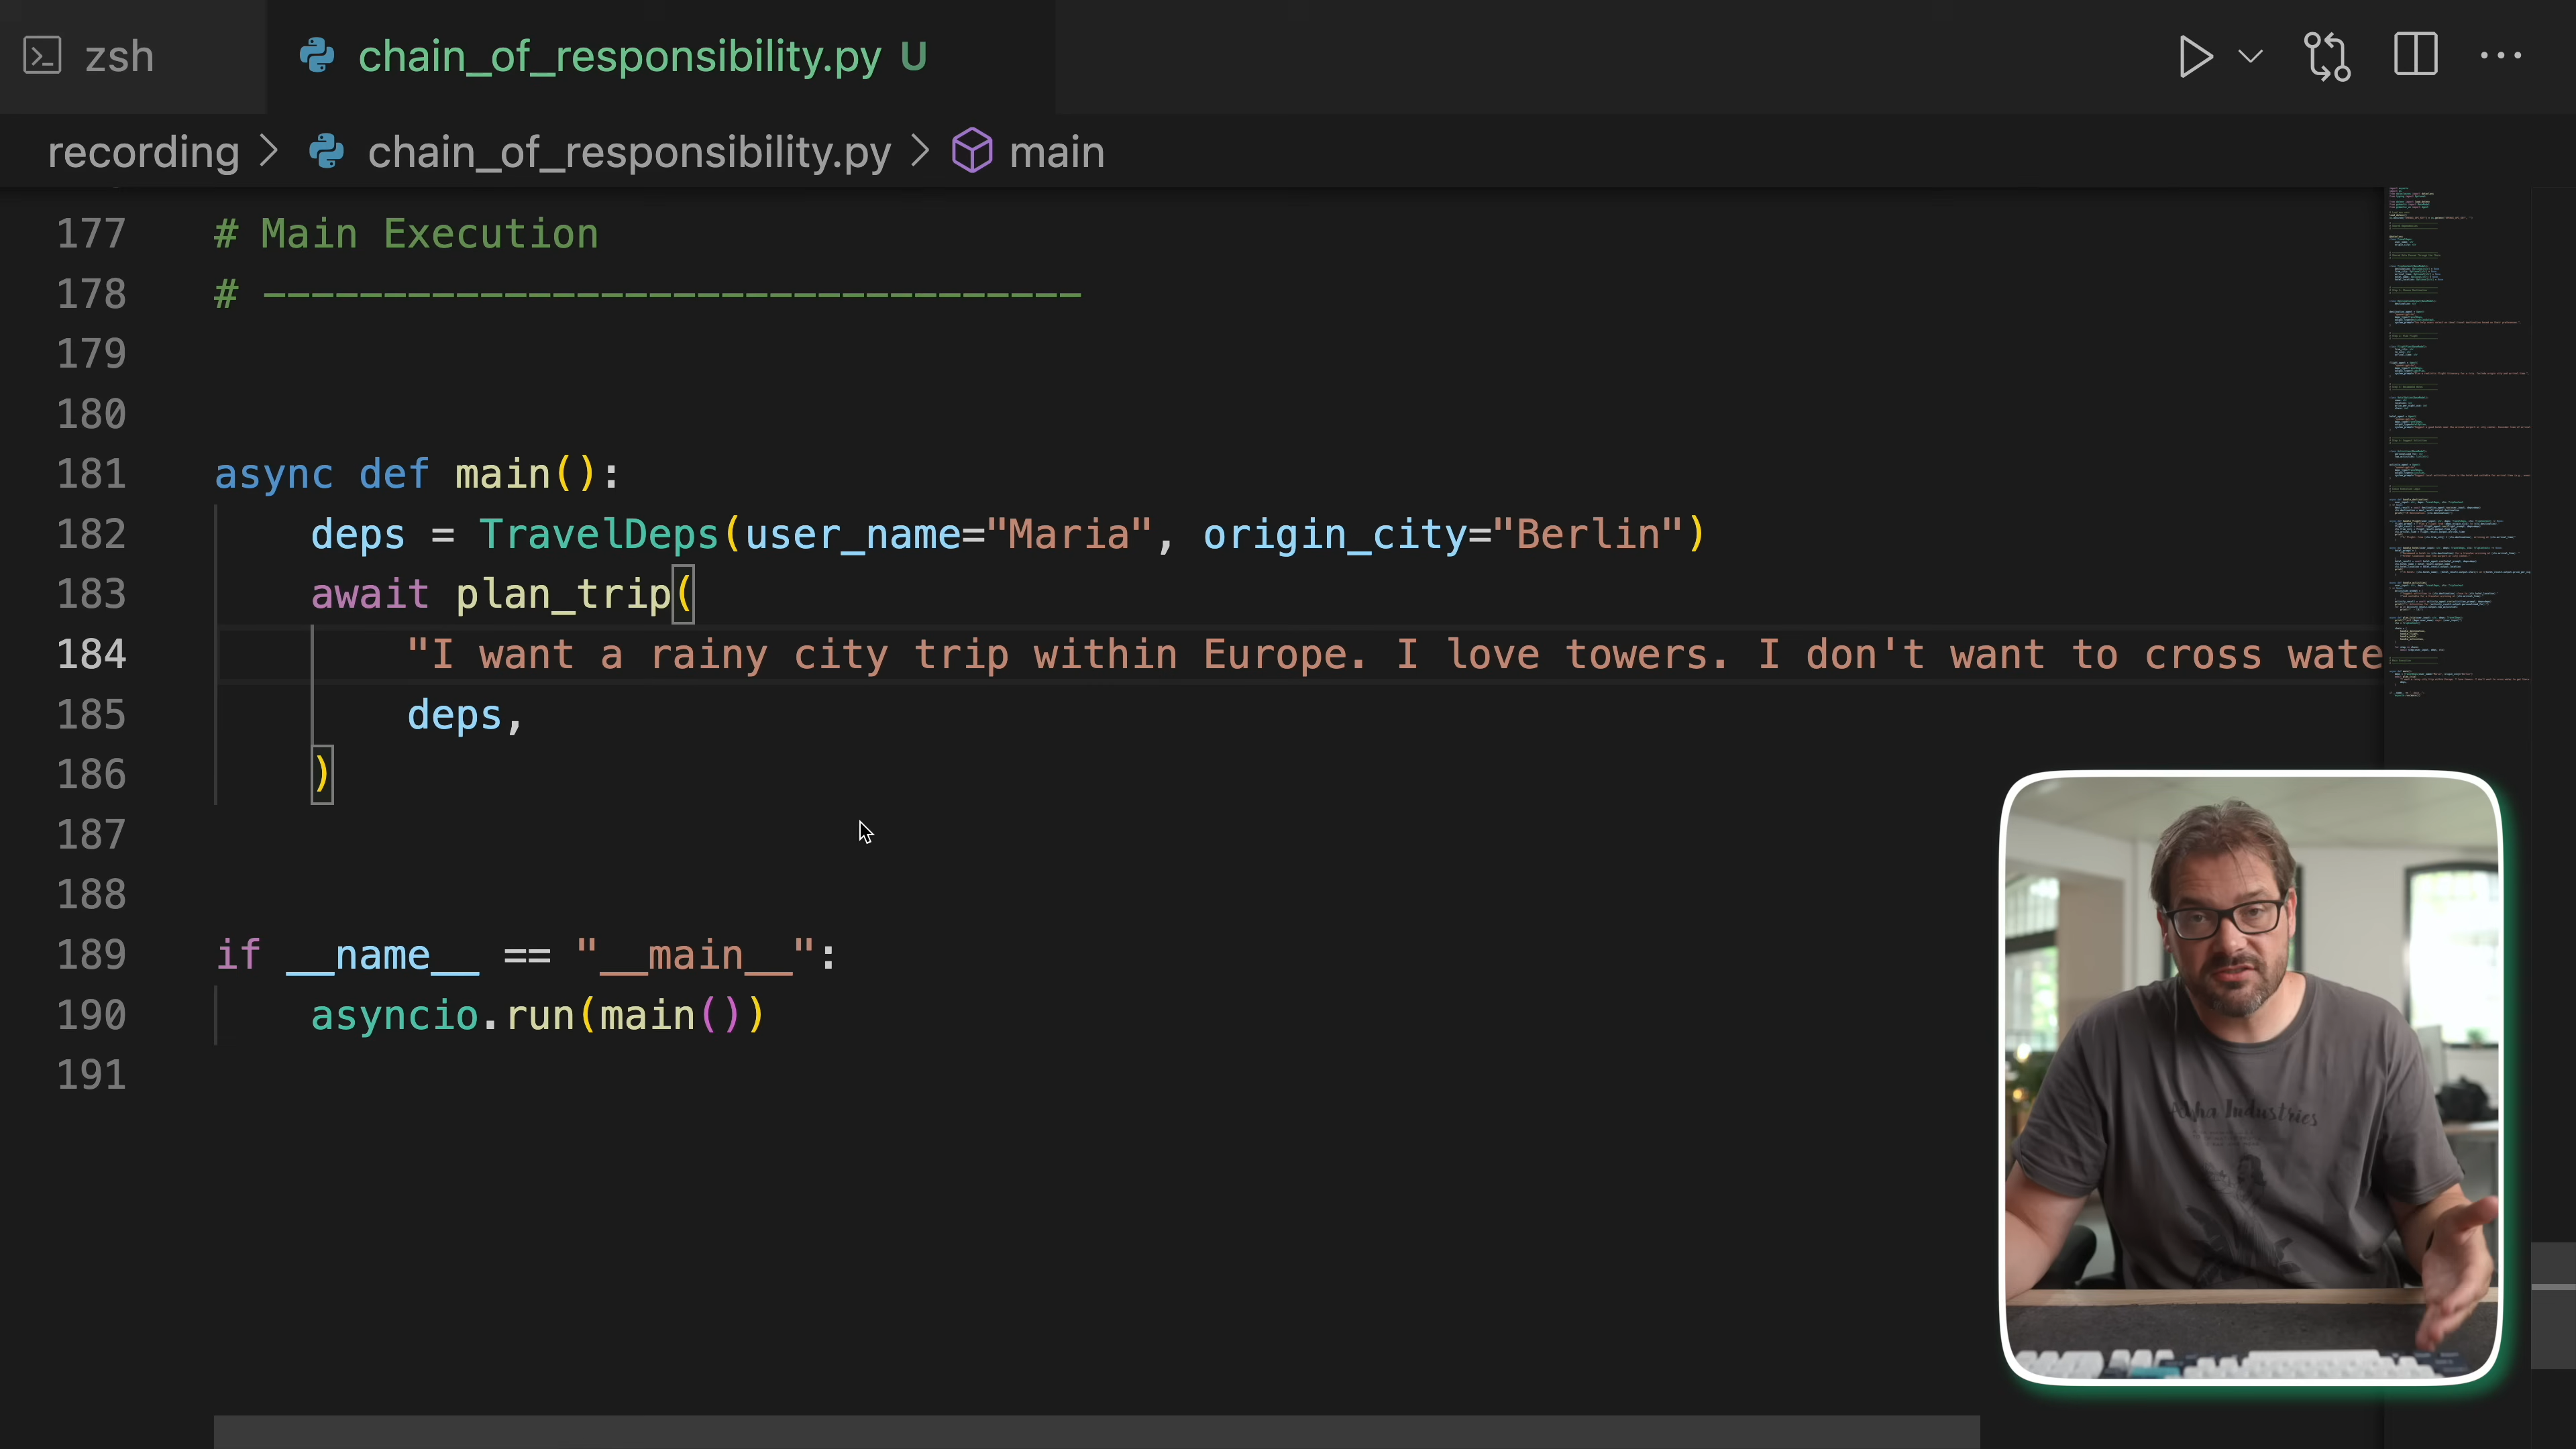 zsh
chain_of_responsibility.py U
recording > chain_of_responsibility.py > main
177 # Main Execution
178 # -----------------------------------
179
180
181 async def main():
182 deps = TravelDeps(user_name="Maria", origin_city="Berlin")
183 await plan_trip(
184 "I want a rainy city trip within Europe. I love towers. I don't want to cross wate
185 deps,
186 )
187
188
189 if __name__ == "__main__":
190 asyncio.run(main())
191
Alpha Industries